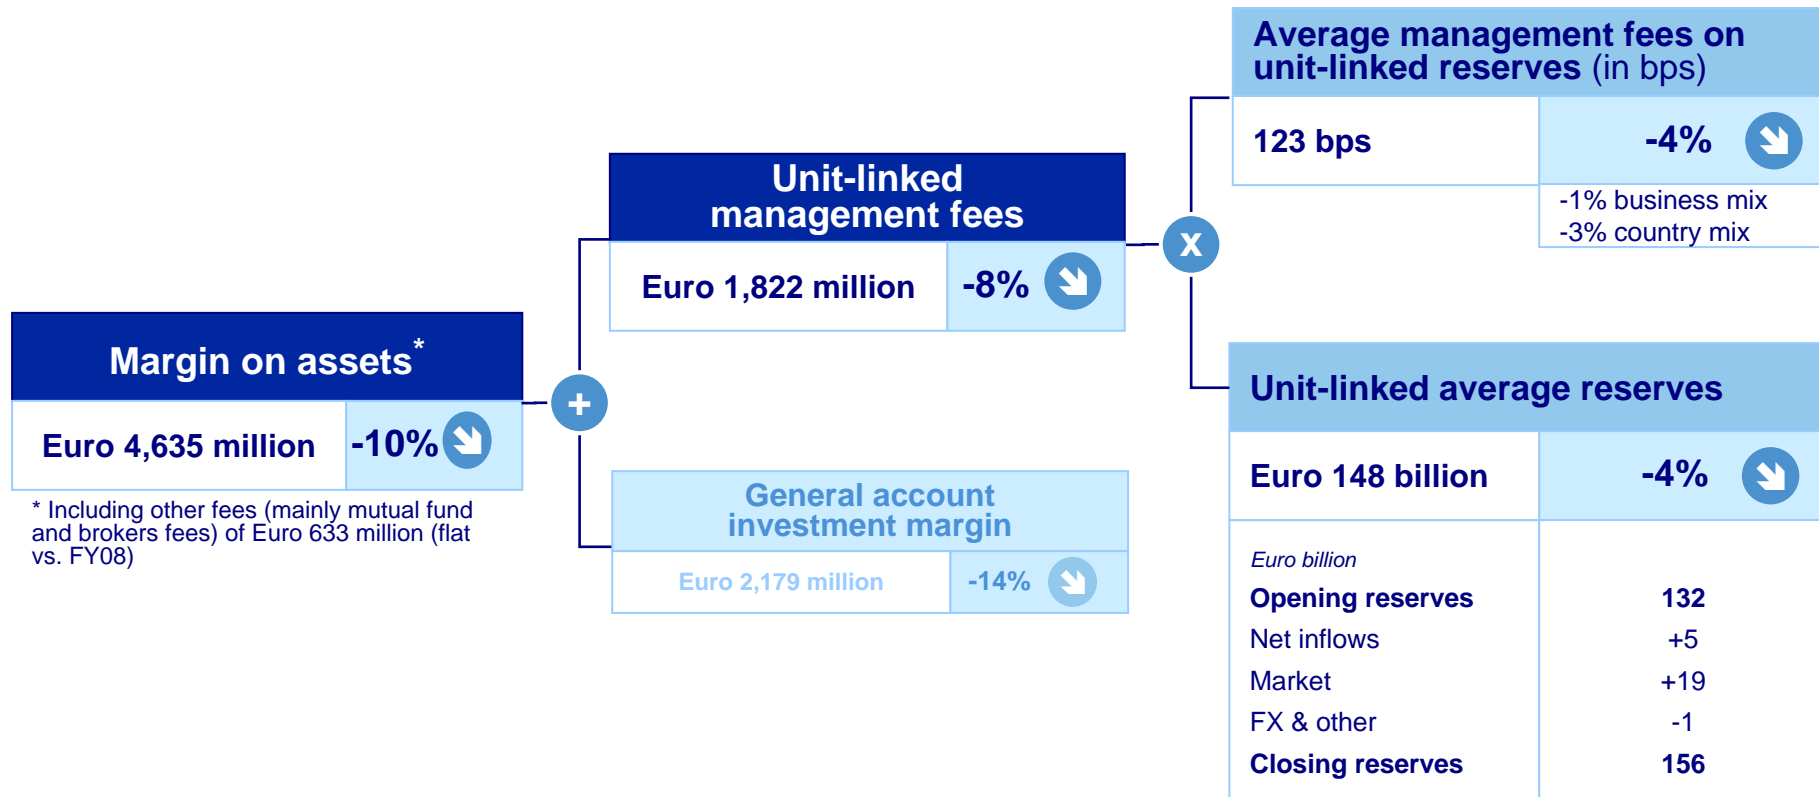 Margin on assets*
Euro 4,635 million
-10%
* Including other fees (mainly mutual fund
and brokers fees) of Euro 633 million (flat
vs. FY08)
+
Unit-linked
management fees
Euro 1,822 million
-8%
General account
investment margin
Euro 2,179 million
-14%
x
Average management fees on
unit-linked reserves (in bps)
123 bps
-4%
-1% business mix
-3% country mix
Unit-linked average reserves
Euro 148 billion
-4%
Euro billion
Opening reserves 132
Net inflows +5
Market +19
FX & other -1
Closing reserves 156